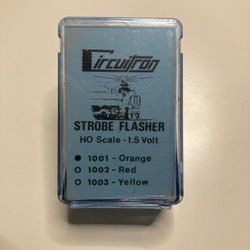 Circuitron
STROBE FLASHER
HO Scale - 1.5 Volt
1001 - Orange
1002 - Red
1003 - Yellow